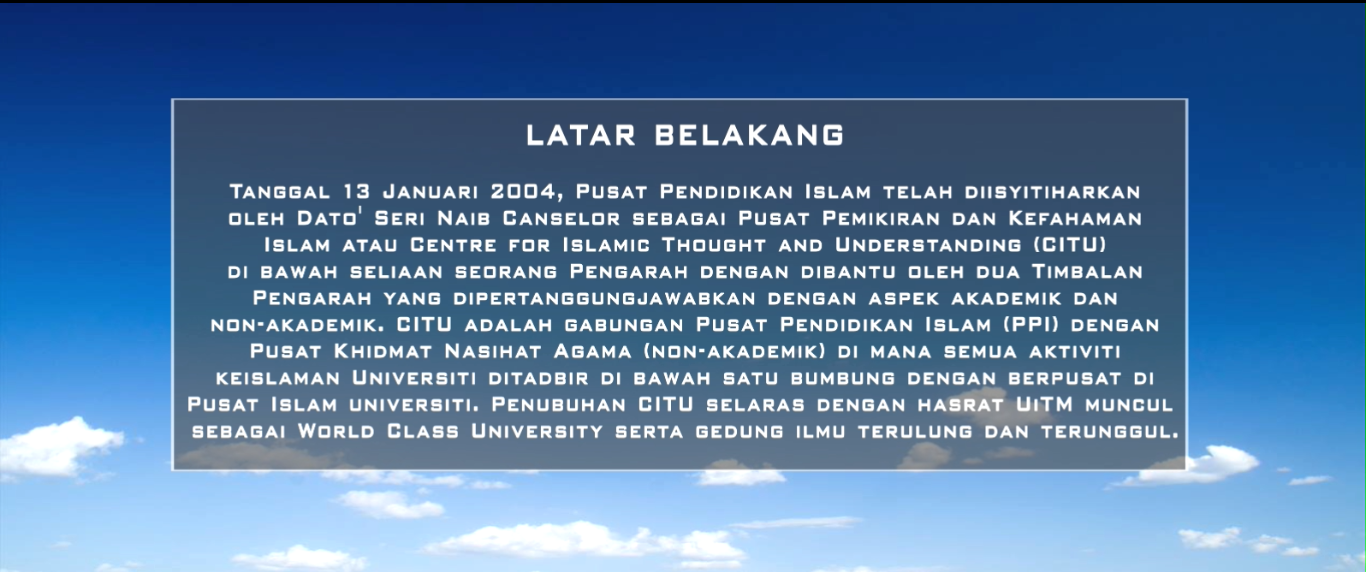 LATAR BELAKANG
TANGGAL 13 JANUARI 2004, PUSAT PENDIDIKAN ISLAM TELAH DIISYITIHARKAN
OLEH DATO' SERI NAIB CANSELOR SEBAGAI PUSAT PEMIKIRAN DAN KEFAHAMAN
ISLAM ATAU CENTRE FOR ISLAMIC THOUGHT AND UNDERSTANDING (CITU)
DI BAWAH SELIAAN SEORANG PENGARAH DENGAN DIBANTU OLEH DUA TIMBALAN
PENGARAH YANG DIPERTANGGUNGJAWABKAN DENGAN ASPEK AKADEMIK DAN
NON-AKADEMIK. CITU ADALAH GABUNGAN PUSAT PENDIDIKAN ISLAM (PPI) DENGAN
PUSAT KHIDMAT NASIHAT AGAMA (NON-AKADEMIK) DI MANA SEMUA AKTIVITI
KEISLAMAN UNIVERSITI DITADBIR DI BAWAH SATU BUMBUNG DENGAN BERPUSAT DI
PUSAT ISLAM UNIVERSITI. PENUBUHAN CITU SELARAS DENGAN HASRAT UiTM MUNCUL
SEBAGAI WORLD CLASS UNIVERSITY SERTA GEDUNG ILMU TERULUNG DAN TERUNGGUL.